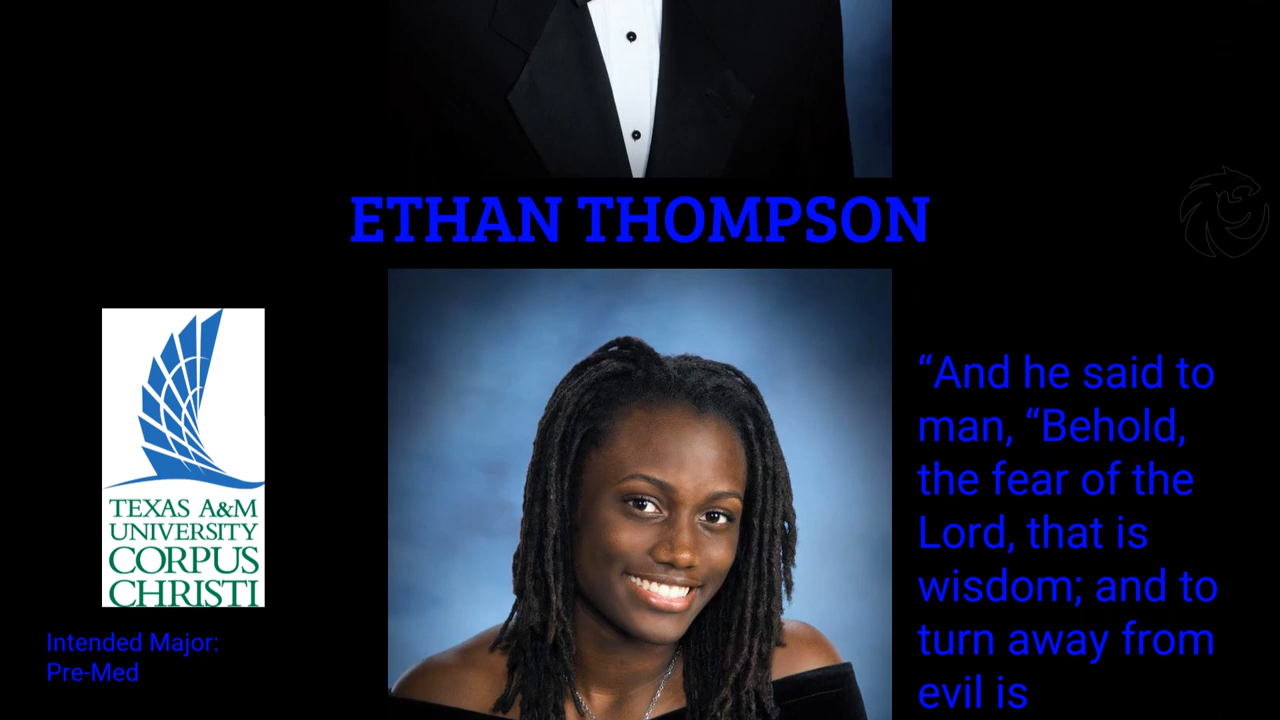 ETHAN THOMPSON
TEXAS A&M
UNIVERSITY
CORPUS
CHRISTI
Intended Major:
Pre-Med
“And he said to
man, “Behold,
the fear of the
Lord, that is
wisdom; and to
turn away from
evil is